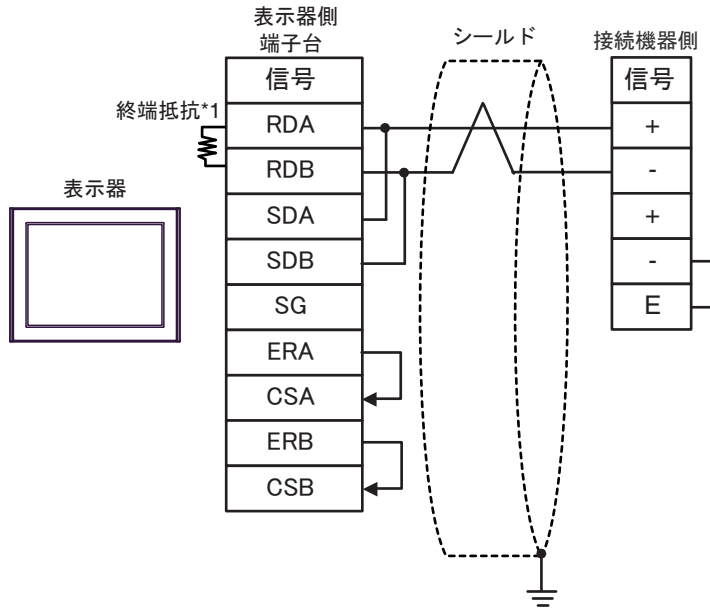 表示器側
端子台
シールド
接続機器側
信号
信号
終端抵抗*1
RDA
+
RDB
-
表示器
SDA
+
SDB
-
SG
E
ERA
CSA
ERB
CSB